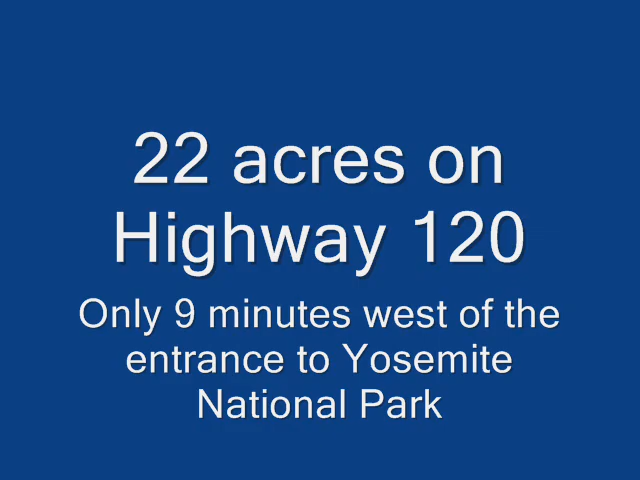 22 acres on
Highway 120
Only 9 minutes west of the
entrance to Yosemite
National Park